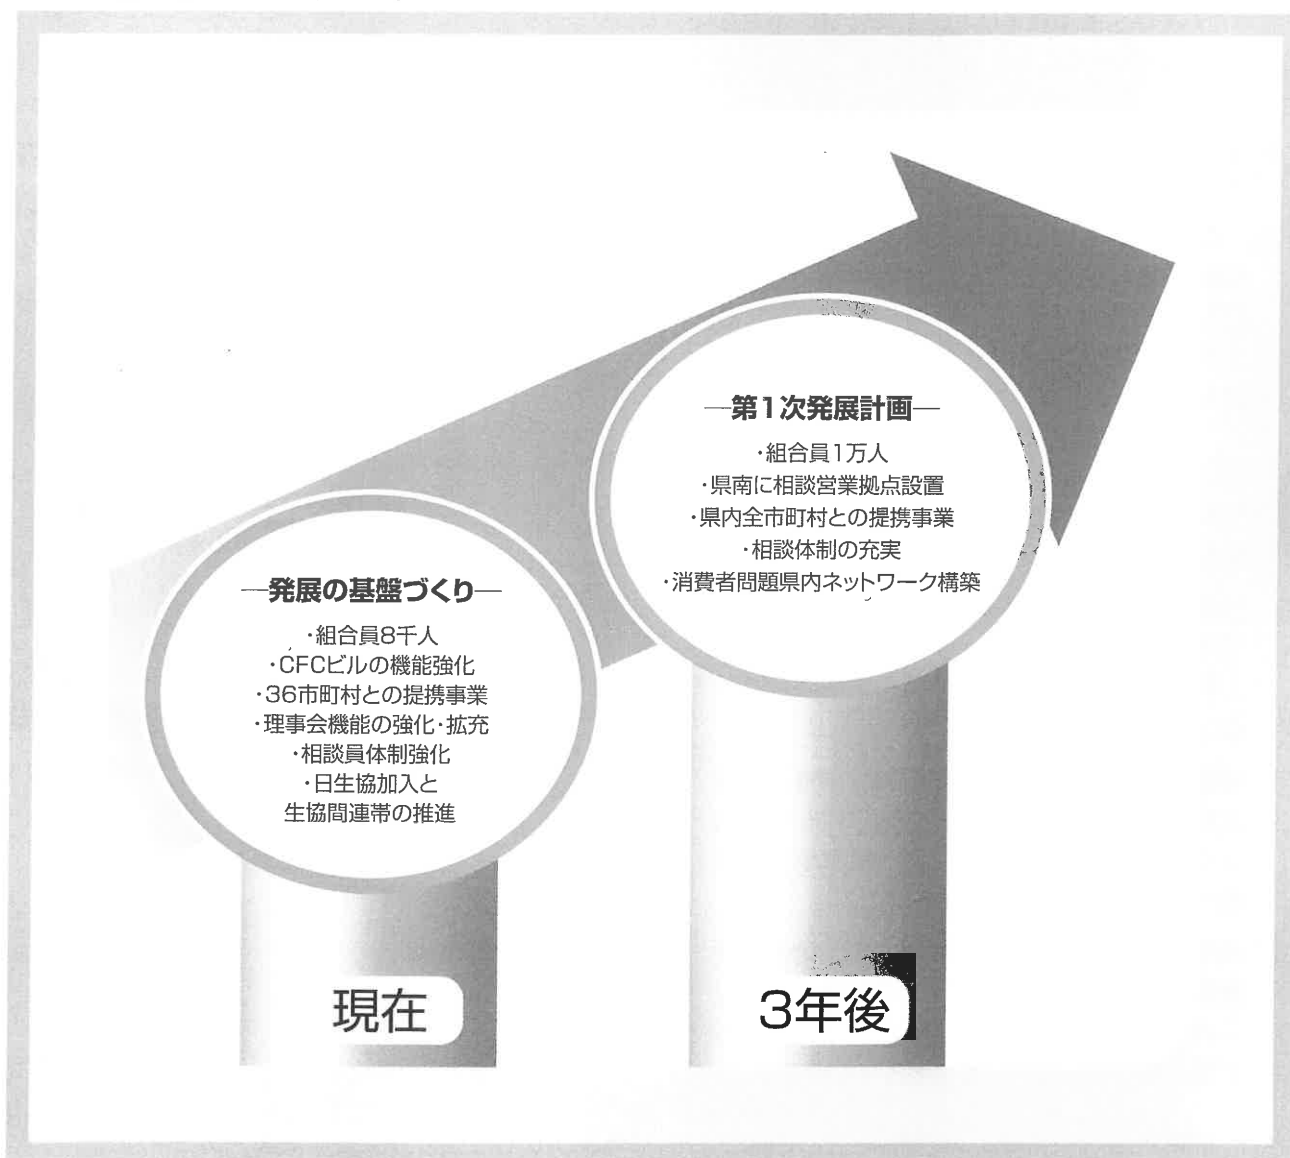 ―発展の基盤づくり―
・組合員8千人
・CFCビルの機能強化
・36市町村との提携事業
・理事会機能の強化・拡充
・相談員体制強化
・日生協加入と
生協間連帯の推進
現在
―第1次発展計画―
・組合員1万人
・県南に相談営業拠点設置
・県内全市町村との提携事業
・相談体制の充実
・消費者問題県内ネットワーク構築
3年後